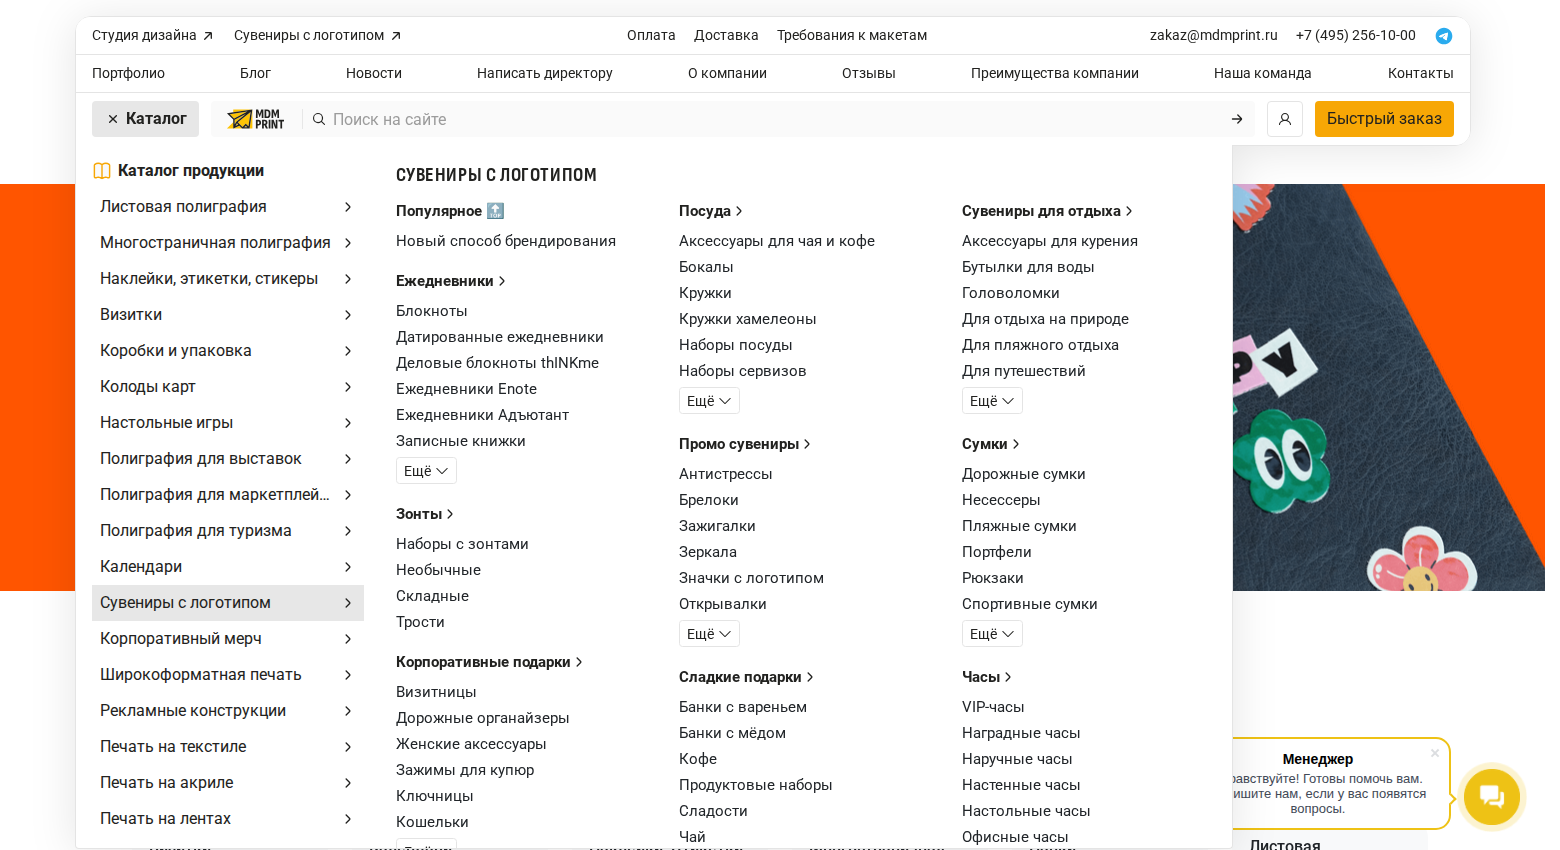 Студия дизайна
Сувениры с логотипом
Оплата
Доставка
Требования к макетам
zakaz@mdmprint.ru
+7 (495) 256-10-00
Портфолио
Блог
Новости
Написать директору
О компании
Отзывы
Преимущества компании
Наша команда
Контакты
Каталог
MDM
PRINT
Поиск на сайте
Быстрый заказ
Каталог продукции
Листовая полиграфия
Многостраничная полиграфия
Наклейки, этикетки, стикеры
Визитки
Коробки и упаковка
Колоды карт
Настольные игры
Полиграфия для выставок
Полиграфия для маркетплей...
Полиграфия для туризма
Календари
Сувениры с логотипом
Корпоративный мерч
Широкоформатная печать
Рекламные конструкции
Печать на текстиле
Печать на акриле
Печать на лентах
СУВЕНИРЫ С ЛОГОТИПОМ
Популярное 🔝
Новый способ брендирования
Ежедневники
Блокноты
Датированные ежедневники
Деловые блокноты thINKme
Ежедневники Enote
Ежедневники Адъютант
Записные книжки
Ещё
Зонты
Наборы с зонтами
Необычные
Складные
Трости
Корпоративные подарки
Визитницы
Дорожные органайзеры
Женские аксессуары
Зажимы для купюр
Ключницы
Кошельки
Посуда
Аксессуары для чая и кофе
Бокалы
Кружки
Кружки хамелеоны
Наборы посуды
Наборы сервизов
Ещё
Промо сувениры
Антистрессы
Брелоки
Зажигалки
Зеркала
Значки с логотипом
Открывалки
Ещё
Сладкие подарки
Банки с вареньем
Банки с мёдом
Кофе
Продуктовые наборы
Сладости
Чай
Сувениры для отдыха
Аксессуары для курения
Бутылки для воды
Головоломки
Для отдыха на природе
Для пляжного отдыха
Для путешествий
Ещё
Сумки
Дорожные сумки
Несессеры
Пляжные сумки
Портфели
Рюкзаки
Спортивные сумки
Ещё
Часы
VIP-часы
Наградные часы
Наручные часы
Настенные часы
Настольные часы
Офисные часы
PY
Менеджер
равствуйте! Готовы помочь вам.
ишите нам, если у вас появятся
вопросы.
Листовая